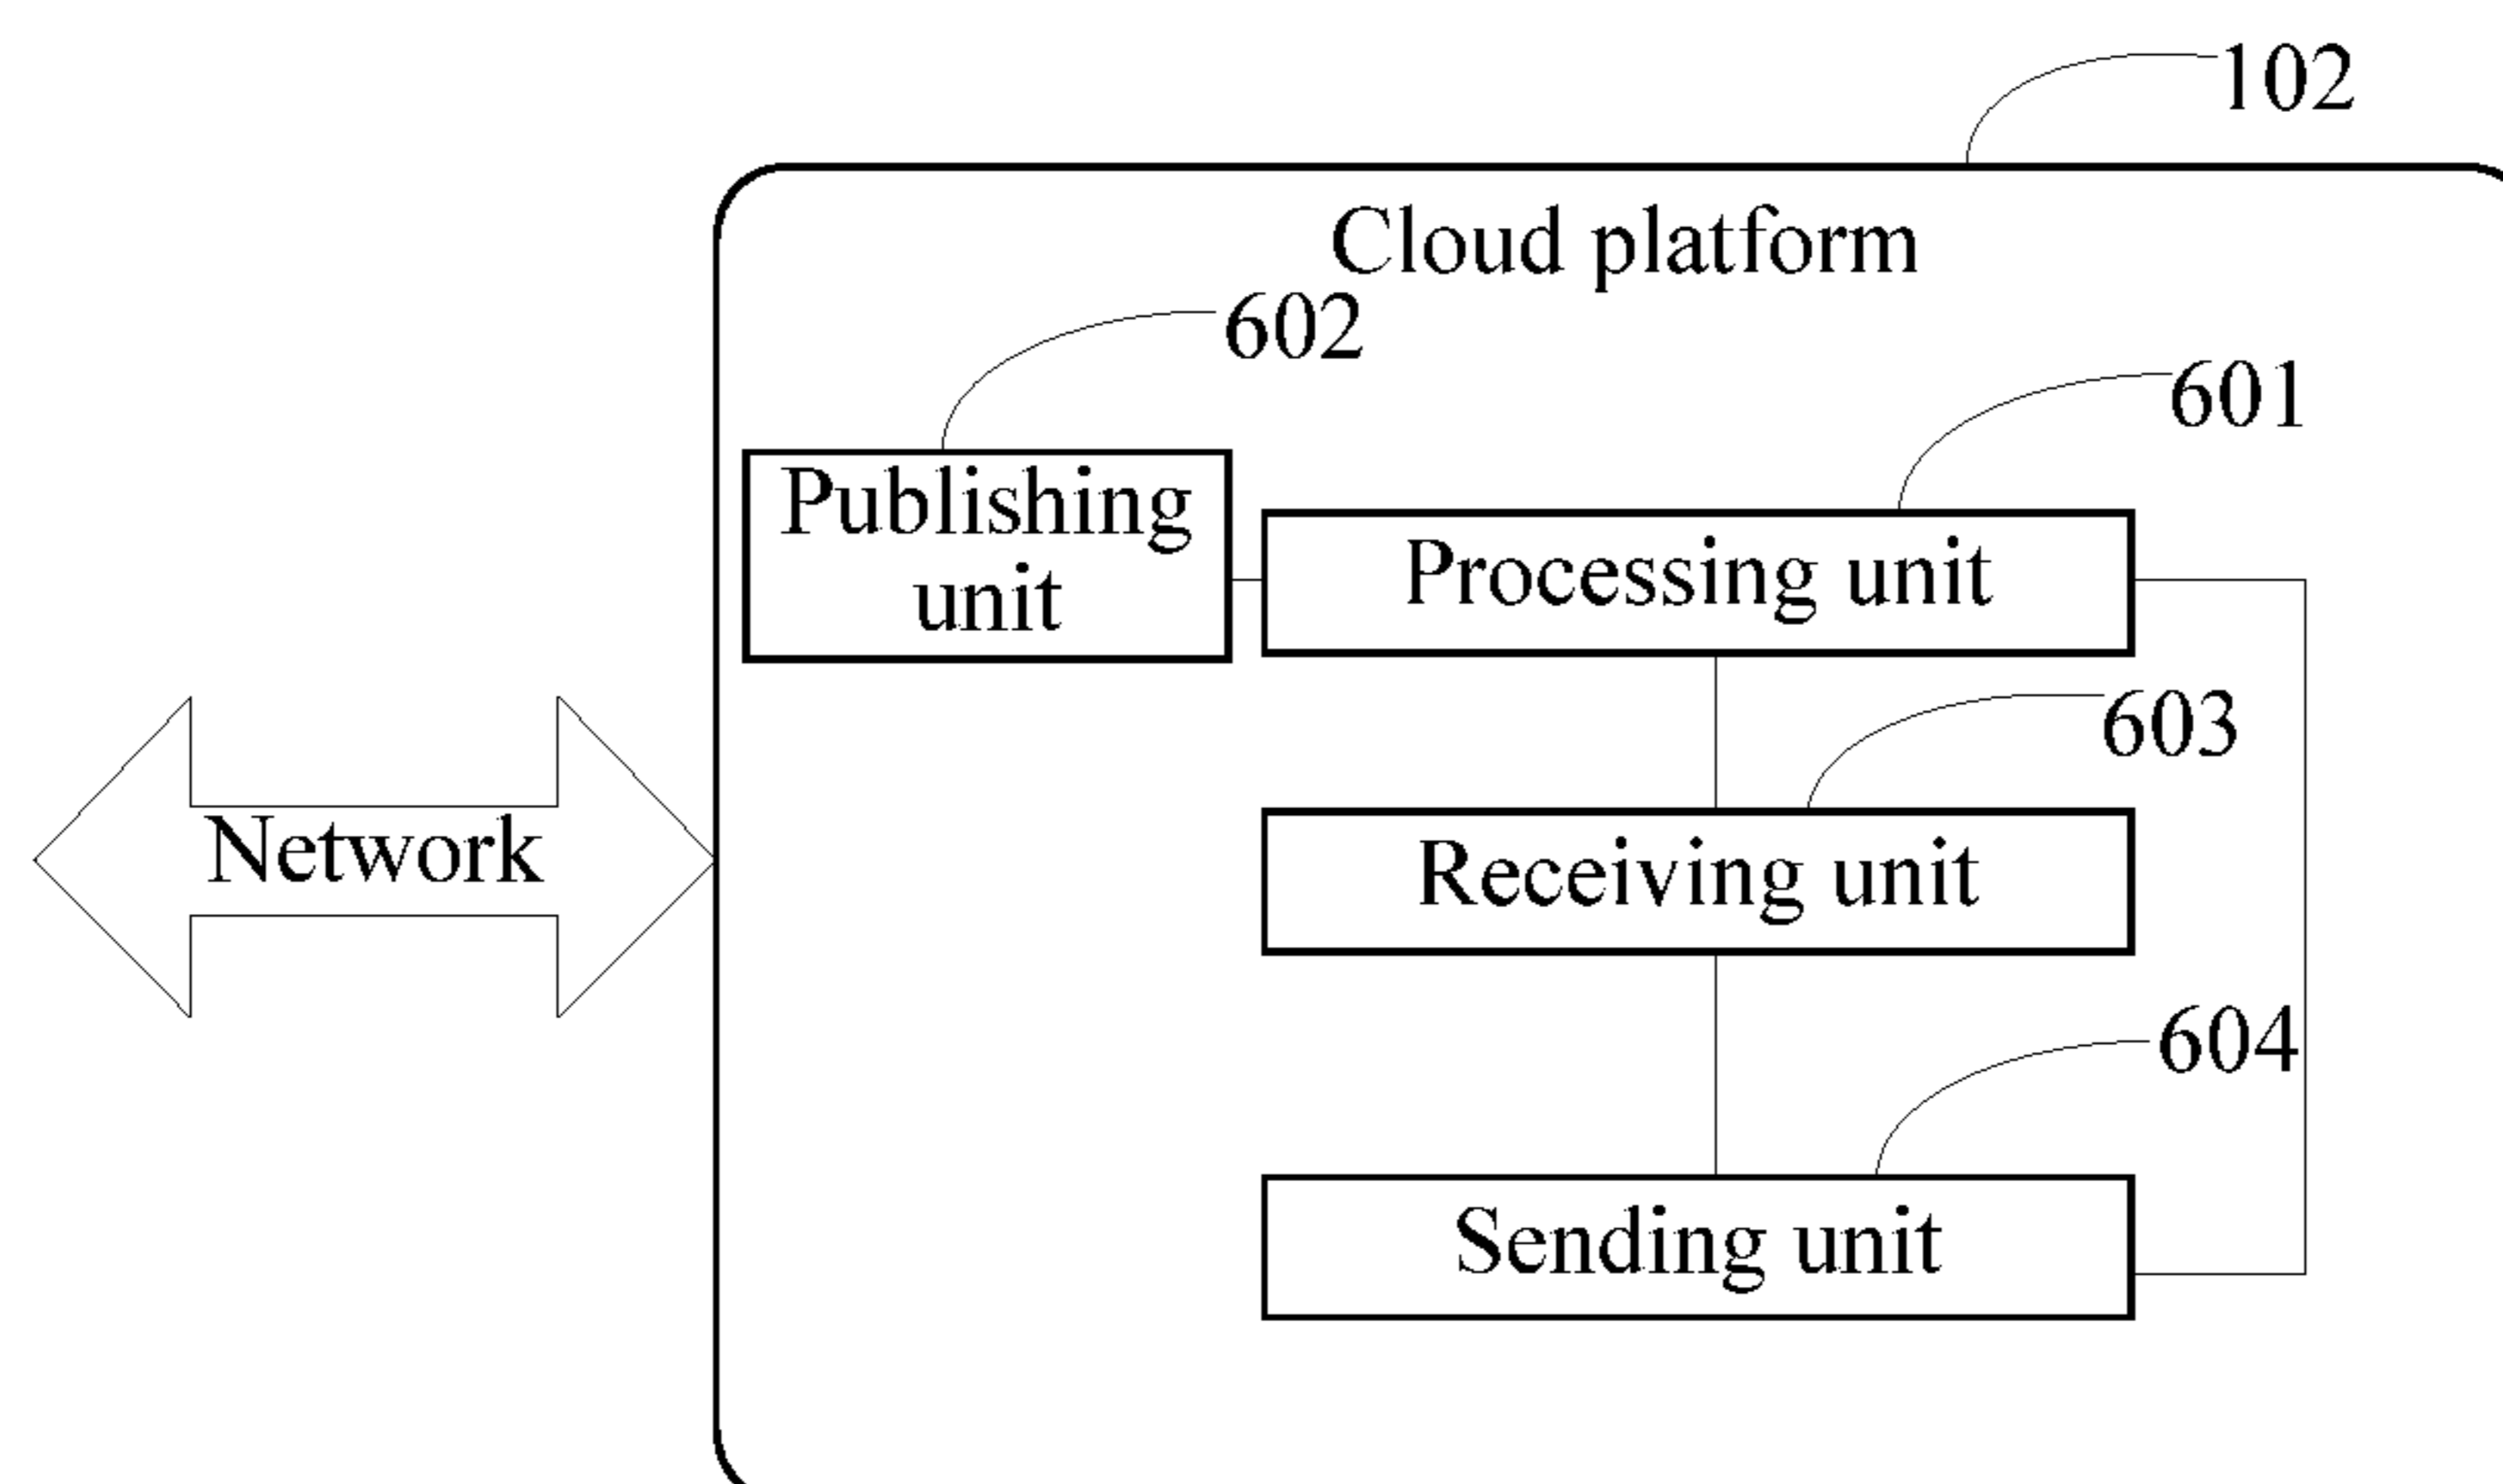 102
Cloud platform
602
601
Publishing
unit
Processing unit
603
Network
Receiving unit
604
Sending unit